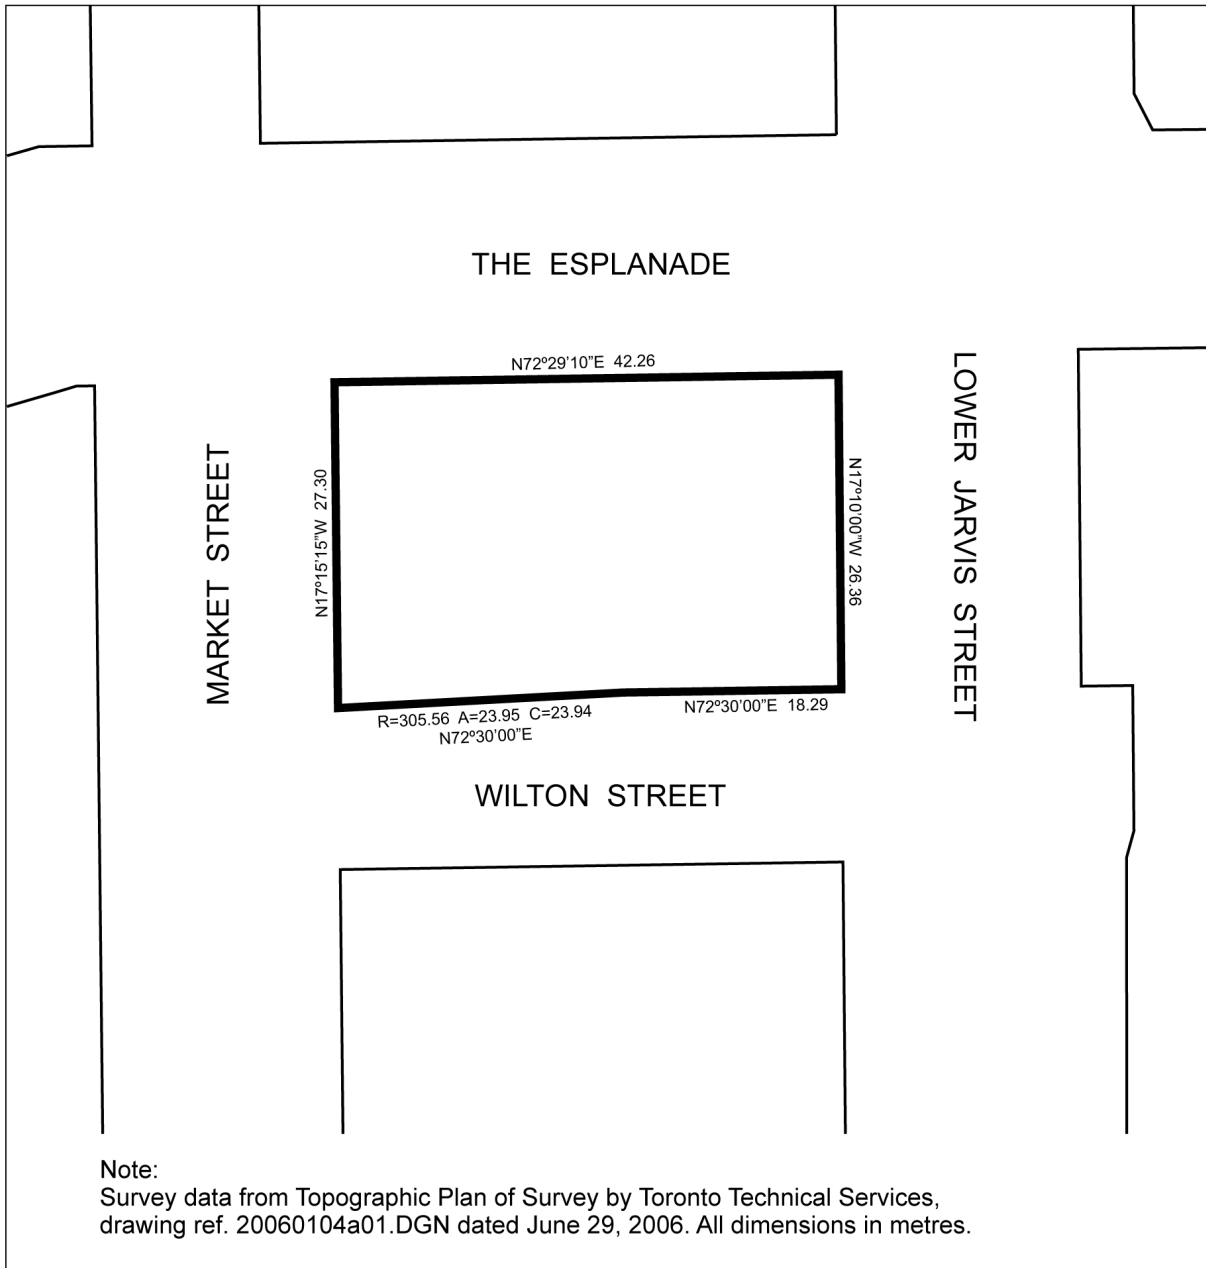 THE ESPLANADE
N72º29’10”E 42.26
LOWER JARVIS STREET
MARKET STREET
N17º15’15”W 27.30
N17º10’00”W 26.36
R=305.56 A=23.95 C=23.94
N72º30’00”E
N72º30’00”E 18.29
WILTON STREET
Note:
Survey data from Topographic Plan of Survey by Toronto Technical Services,
drawing ref. 20060104a01.DGN dated June 29, 2006. All dimensions in metres.